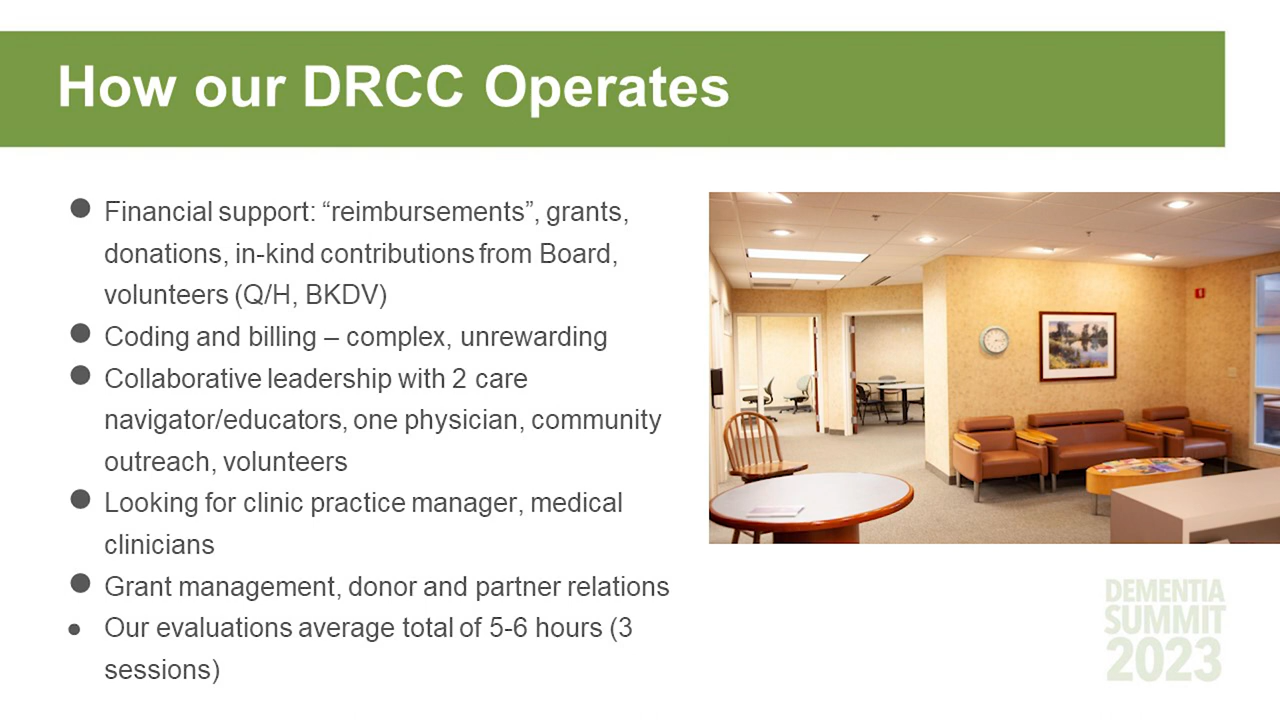 How our DRCC Operates
● Financial support: “reimbursements”, grants,
donations, in-kind contributions from Board,
volunteers (Q/H, BKDV)
● Coding and billing – complex, unrewarding
● Collaborative leadership with 2 care
navigator/educators, one physician, community
outreach, volunteers
● Looking for clinic practice manager, medical
clinicians
● Grant management, donor and partner relations
● Our evaluations average total of 5-6 hours (3
sessions)
DEMENTIA
SUMMIT
2023